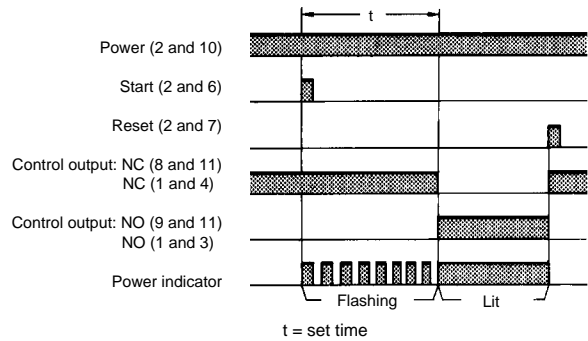 t
Power (2 and 10)
Start (2 and 6)
Reset (2 and 7)
Control output: NC (8 and 11)
NC (1 and 4)
Control output: NO (9 and 11)
NO (1 and 3)
Power indicator
Flashing
Lit
t = set time